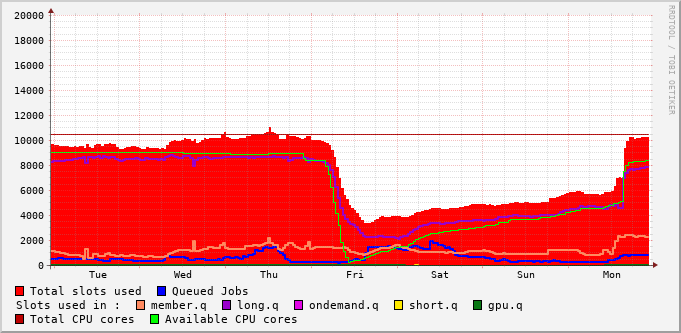 20000
18000
16000
14000
12000
10000
8000
6000
4000
2000
0
Tue Wed Thu Fri Sat Sun Mon
RRDTOOL / TOBI OETIKER
Total slots used Queued Jobs
Slots used in : member.q long.q ondemand.q short.q gpu.q
Total CPU cores Available CPU cores